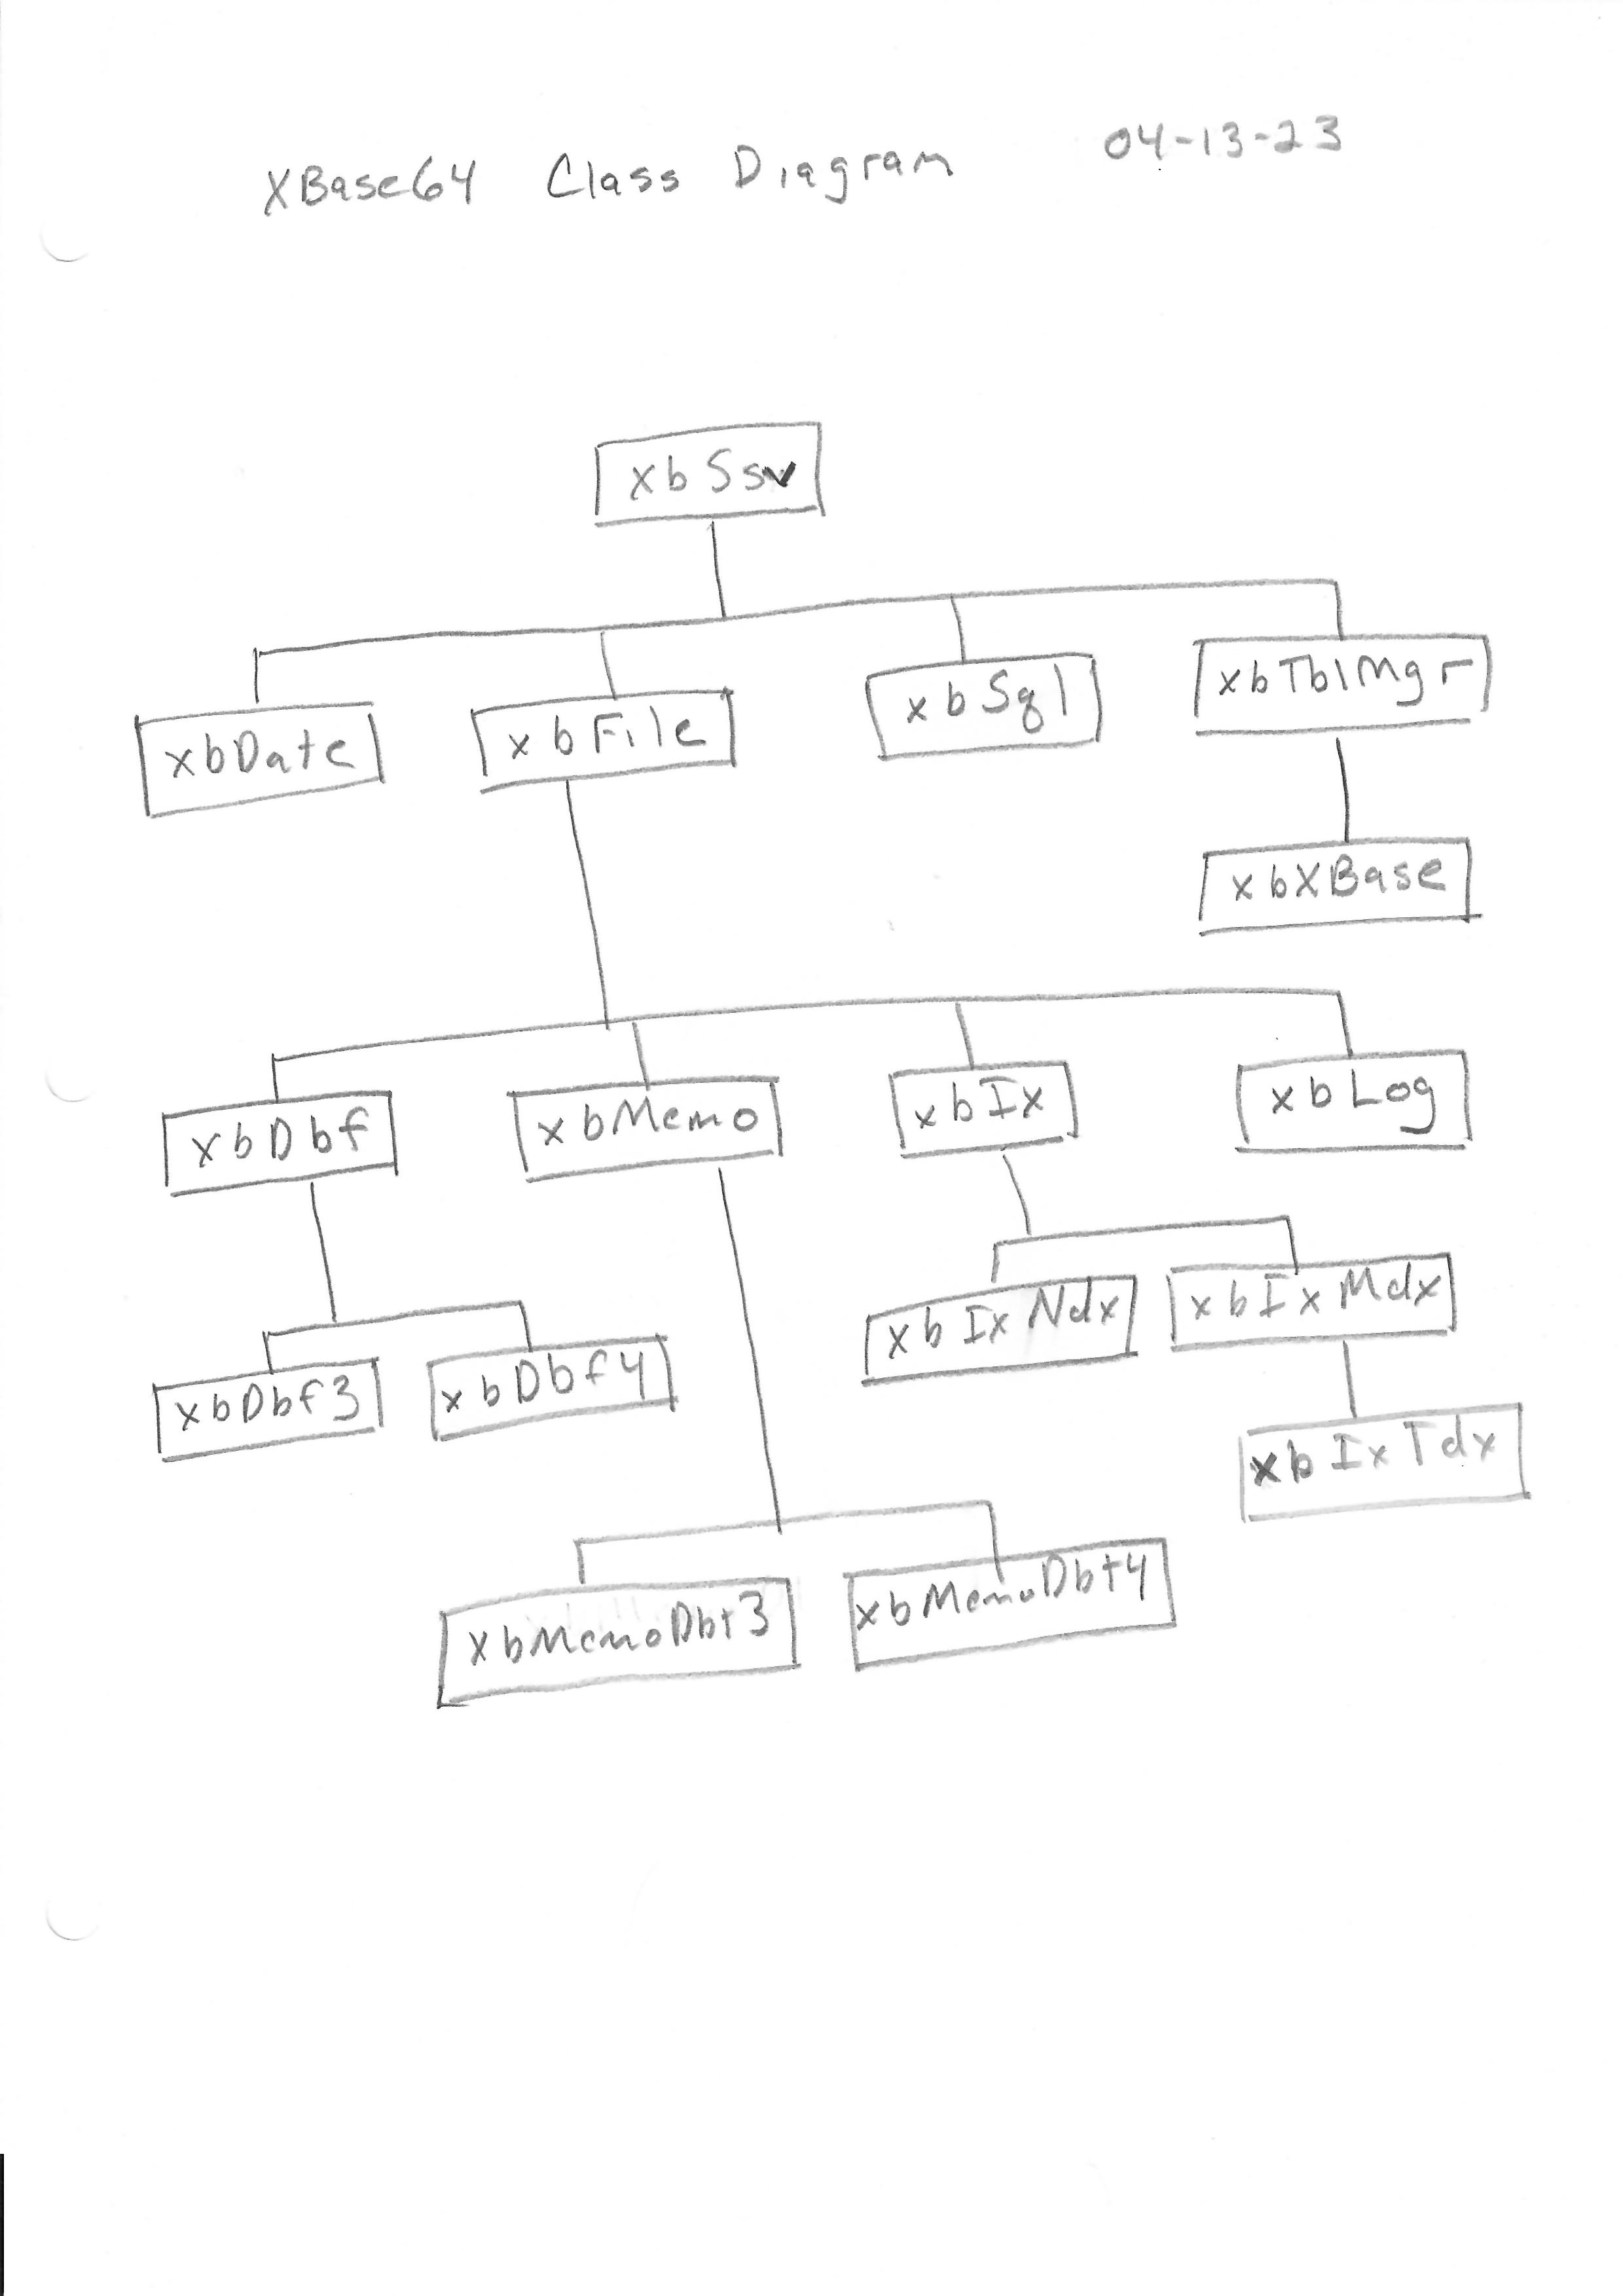 XBase64 Class Diagram 04-13-23
xbSsv
xbDate xbFile xbSql xbTblMgr
xbXBase
xbDbf xbMemo xbIx xbLog
xbIxNdx xbIxMdx
xbDbf3 xbDbf4
xbIxTdx
xbMemoDbt3 xbMemoDbt4